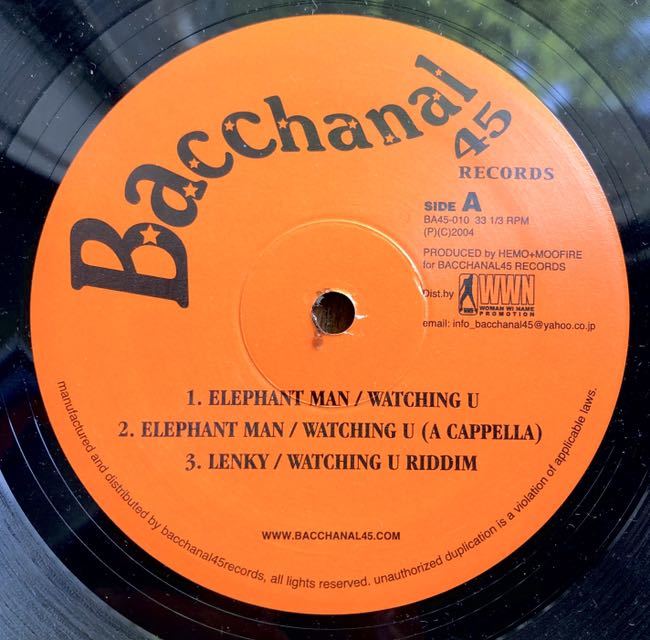 Bacchanal
45
RECORDS
SIDE A
BA45-010 33 1/3 RPM
(P)(C)2004
PRODUCED by HEMO+MOOFIRE
for BACCHANAL45 RECORDS
Dist.by WWN
WOMAN WI NAME
PROMOTION
email: info_bacchanal45@yahoo.co.jp
1. ELEPHANT MAN / WATCHING U
2. ELEPHANT MAN / WATCHING U (A CAPPELLA)
3. LENKY / WATCHING U RIDDIM
WWW.BACCHANAL45.COM
manufactured and distributed by bacchanal45records, all rights reserved. unauthorized duplication is a violation of applicable laws.